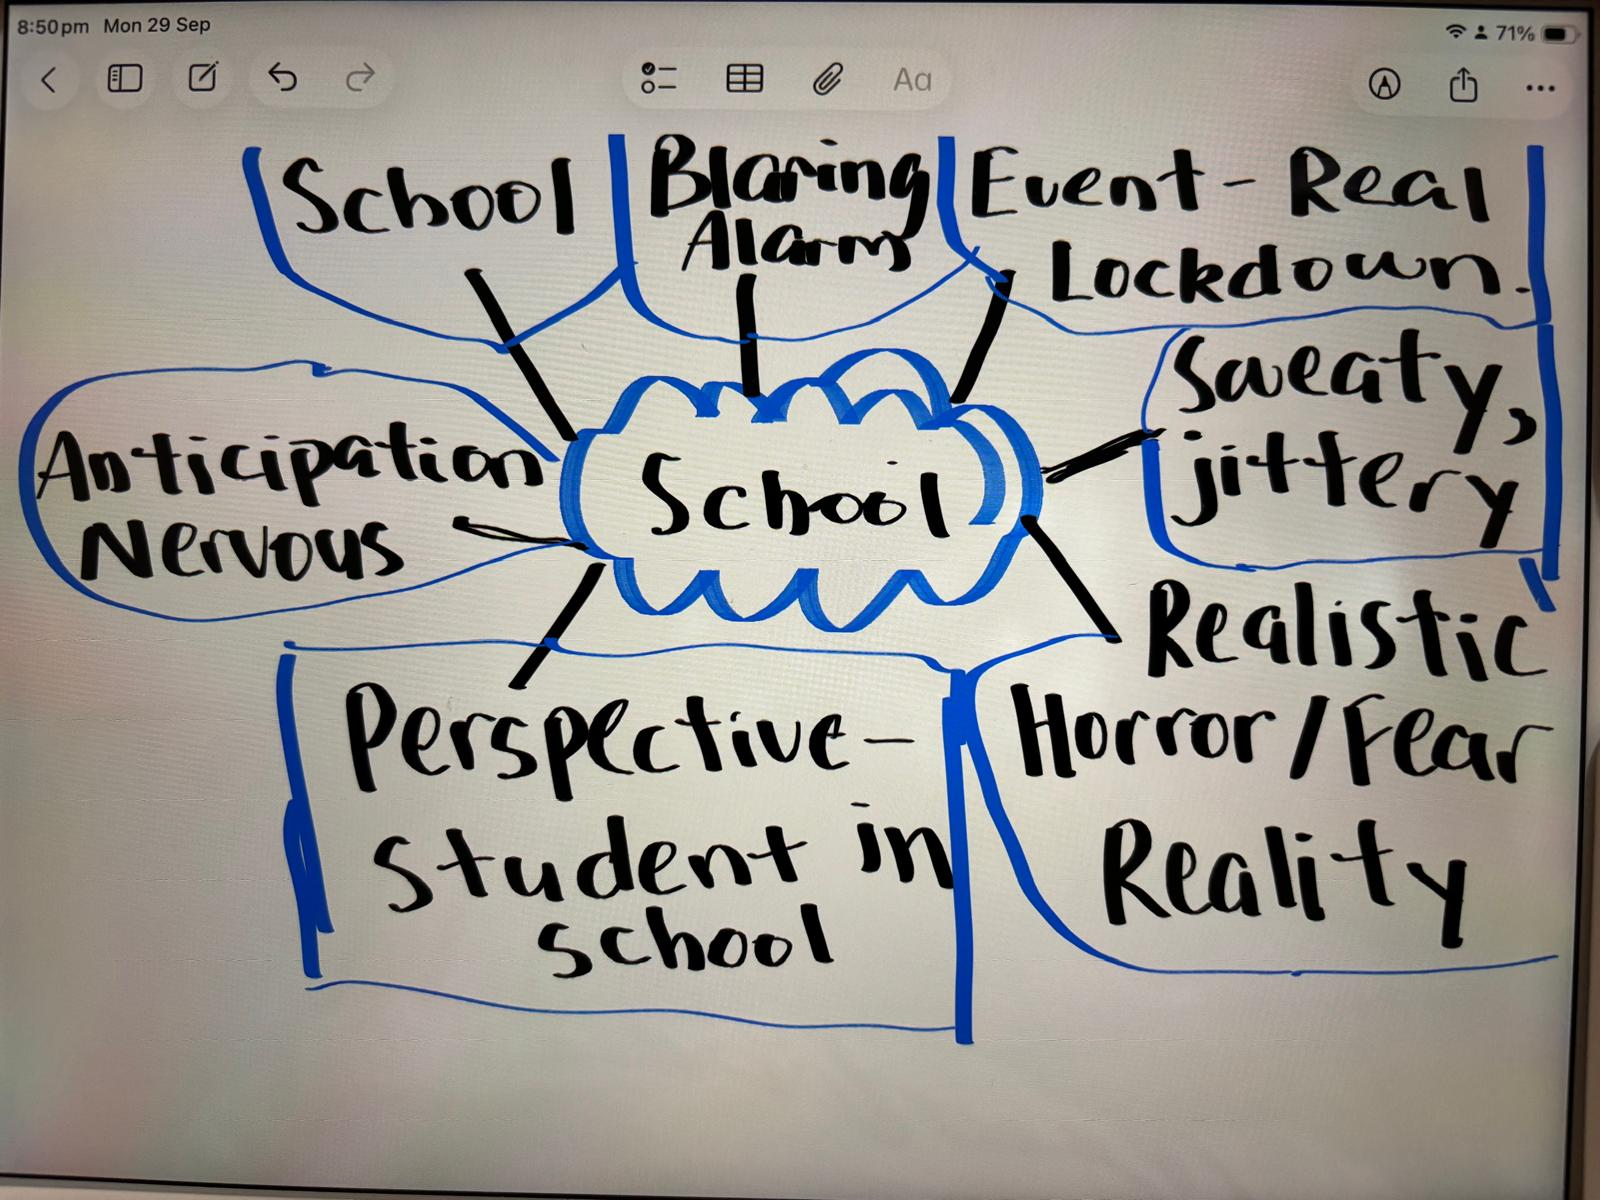 8:50pm Mon 29 Sep
71%
Aa
School
Blaring
Alarm
Event - Real
Lockdown.
Sweaty,
jittery
Anticipation
Nervous
School
Realistic
Horror/Fear
Reality
Perspective -
Student in
school